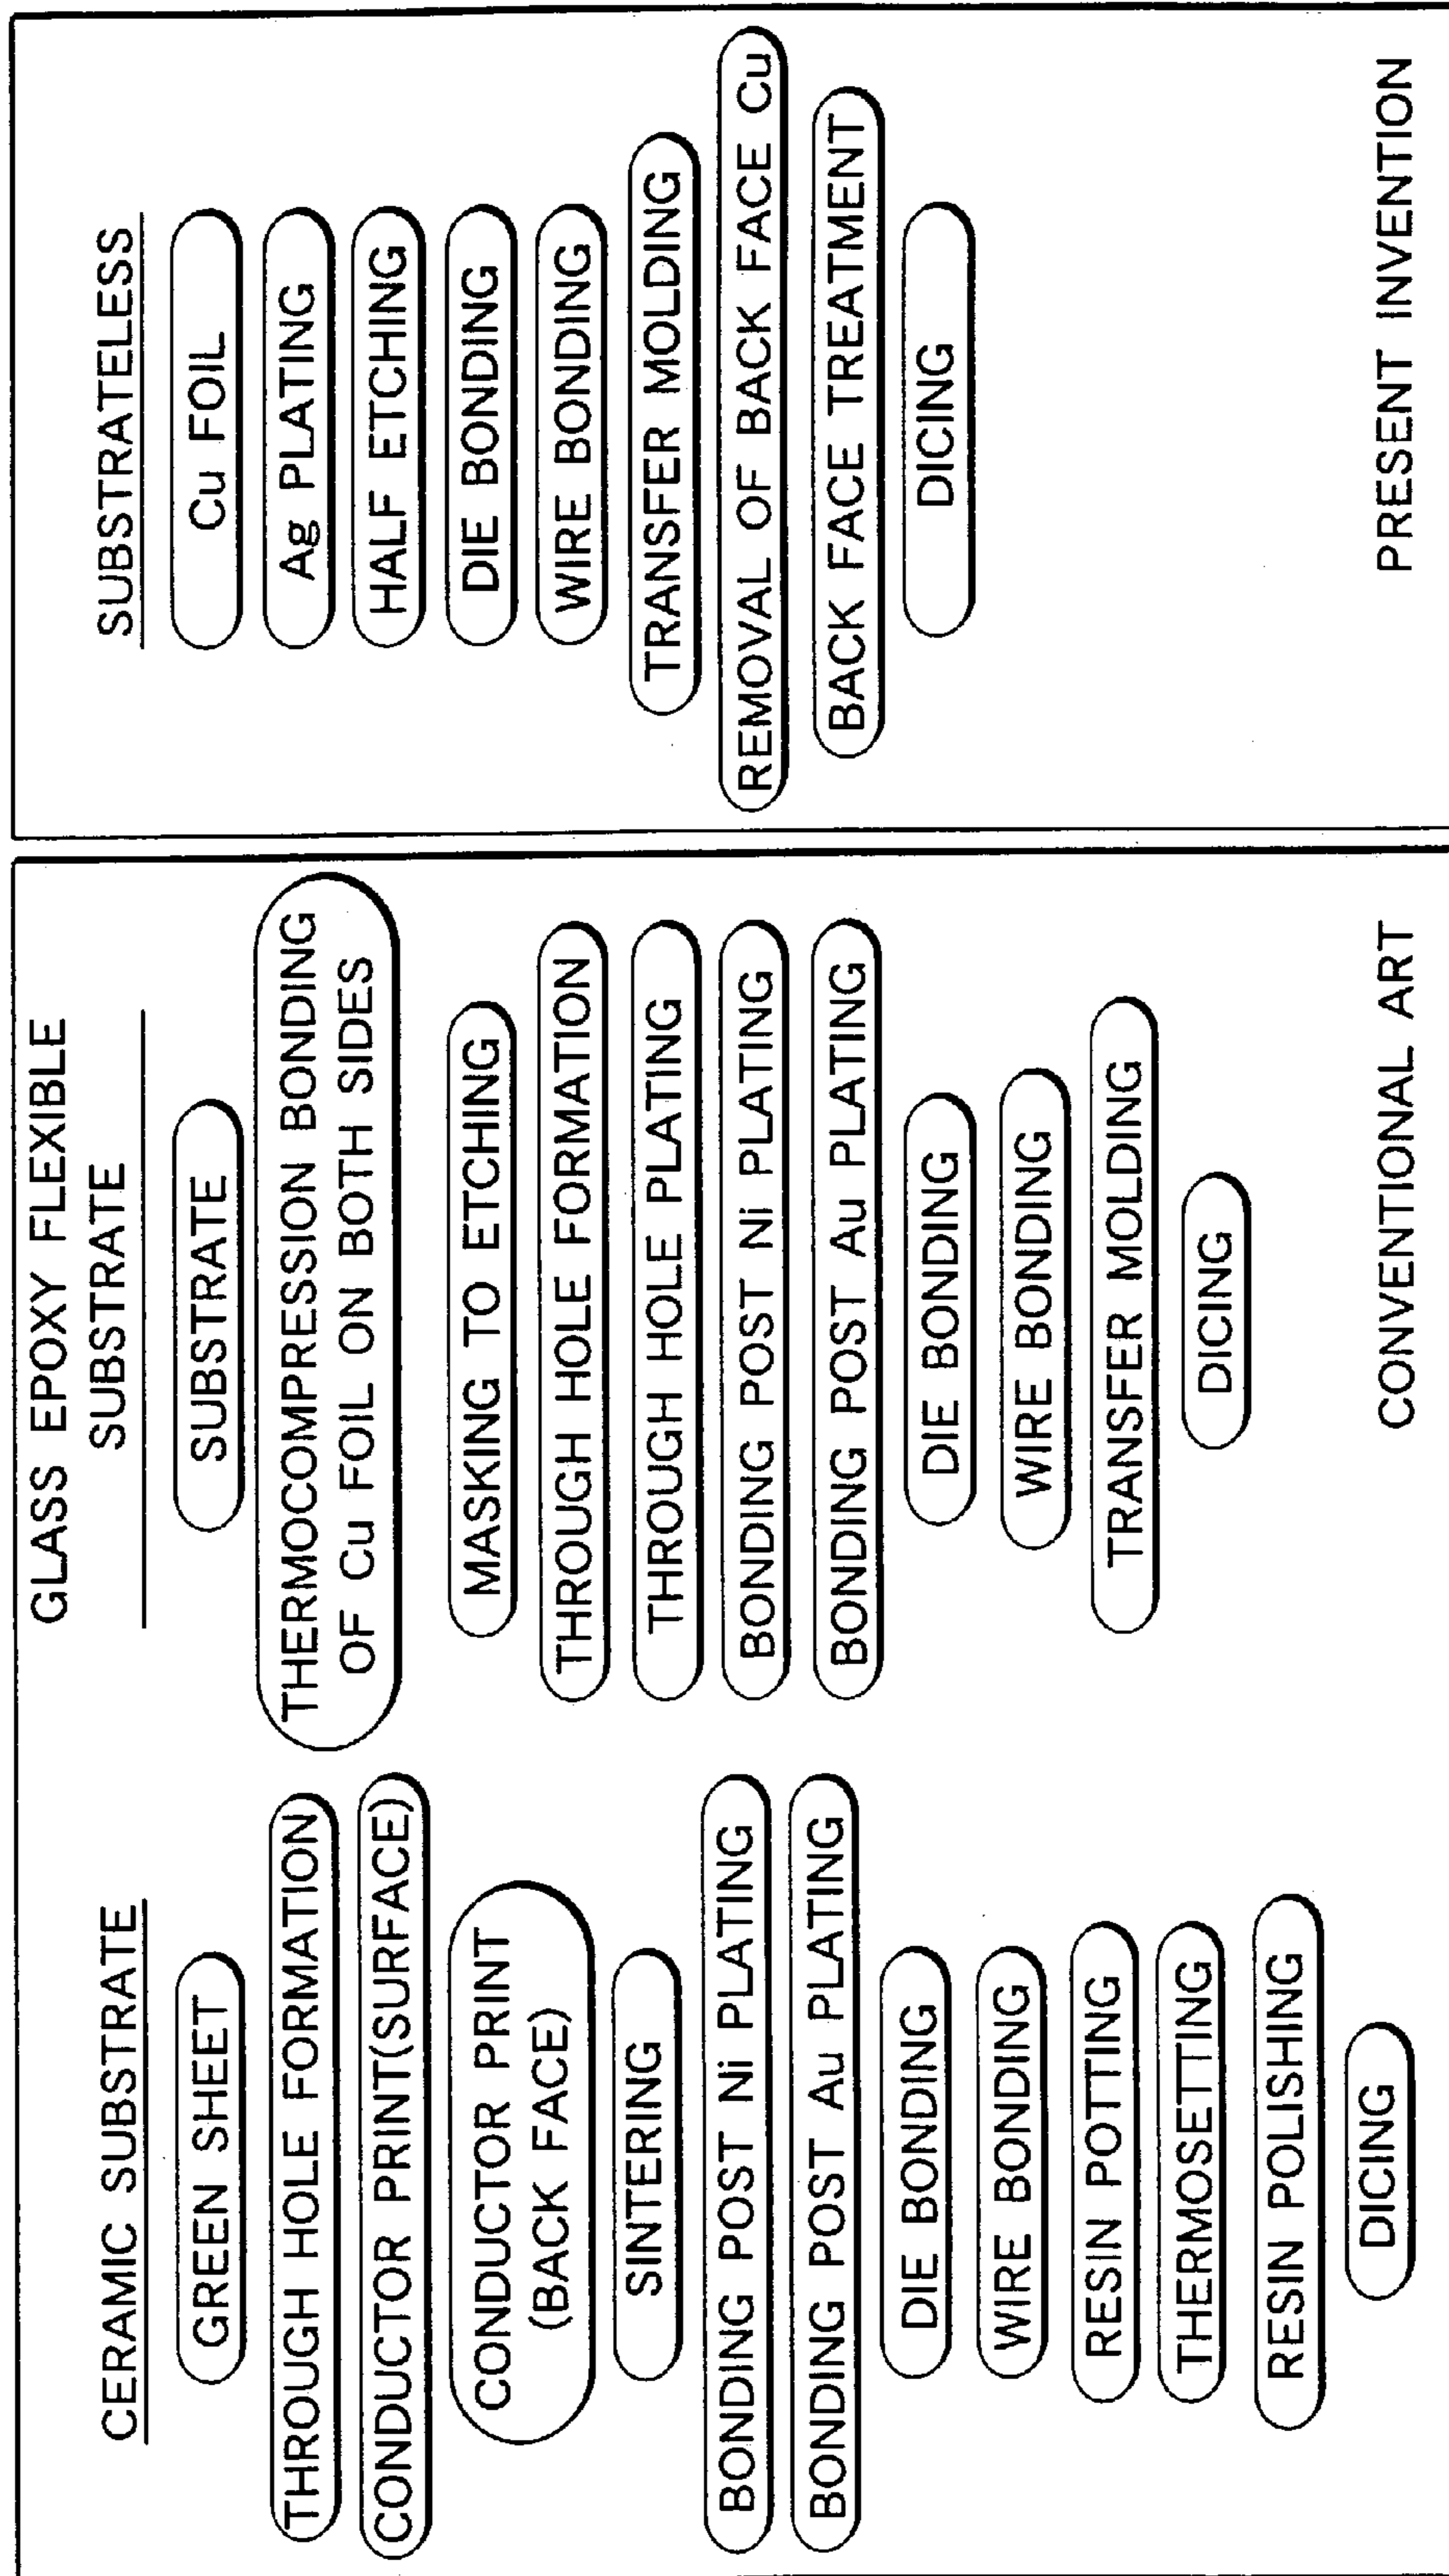 CERAMIC SUBSTRATE
GREEN SHEET
THROUGH HOLE FORMATION
CONDUCTOR PRINT(SURFACE)
CONDUCTOR PRINT
(BACK FACE)
SINTERING
BONDING POST Ni PLATING
BONDING POST Au PLATING
DIE BONDING
WIRE BONDING
RESIN POTTING
THERMOSETTING
RESIN POLISHING
DICING
GLASS EPOXY FLEXIBLE
SUBSTRATE
SUBSTRATE
THERMOCOMPRESSION BONDING
OF Cu FOIL ON BOTH SIDES
MASKING TO ETCHING
THROUGH HOLE FORMATION
THROUGH HOLE PLATING
BONDING POST Ni PLATING
BONDING POST Au PLATING
DIE BONDING
WIRE BONDING
TRANSFER MOLDING
DICING
CONVENTIONAL ART
SUBSTRATELESS
Cu FOIL
Ag PLATING
HALF ETCHING
DIE BONDING
WIRE BONDING
TRANSFER MOLDING
REMOVAL OF BACK FACE Cu
BACK FACE TREATMENT
DICING
PRESENT INVENTION